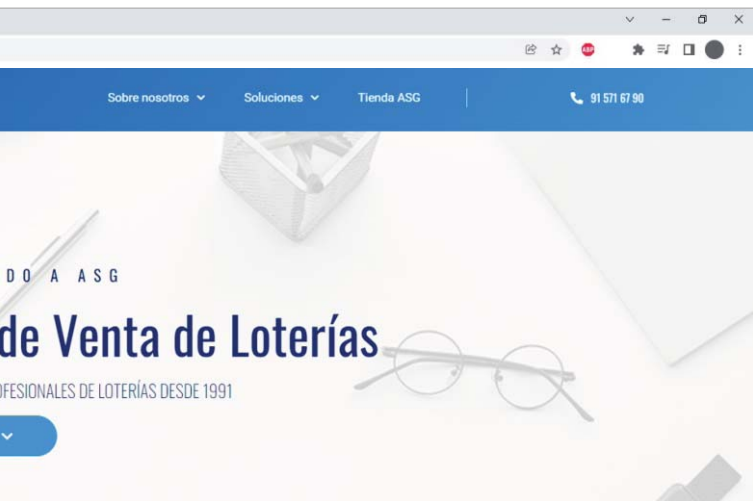 ABP
Sobre nosotros
Soluciones
Tienda ASG
91 571 67 90
DO A ASG
de Venta de Loterías
OFESIONALES DE LOTERÍAS DESDE 1991